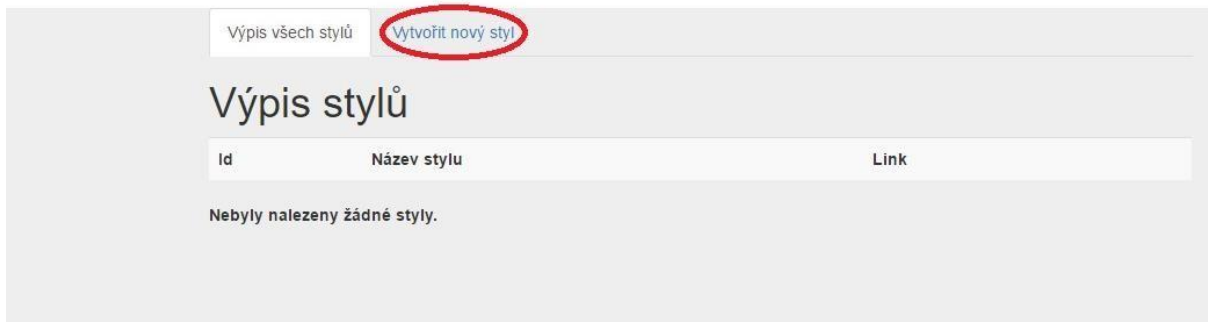 Výpis všech stylů Vytvořit nový styl
Výpis stylů
Id Název stylu Link
Nebyly nalezeny žádné styly.